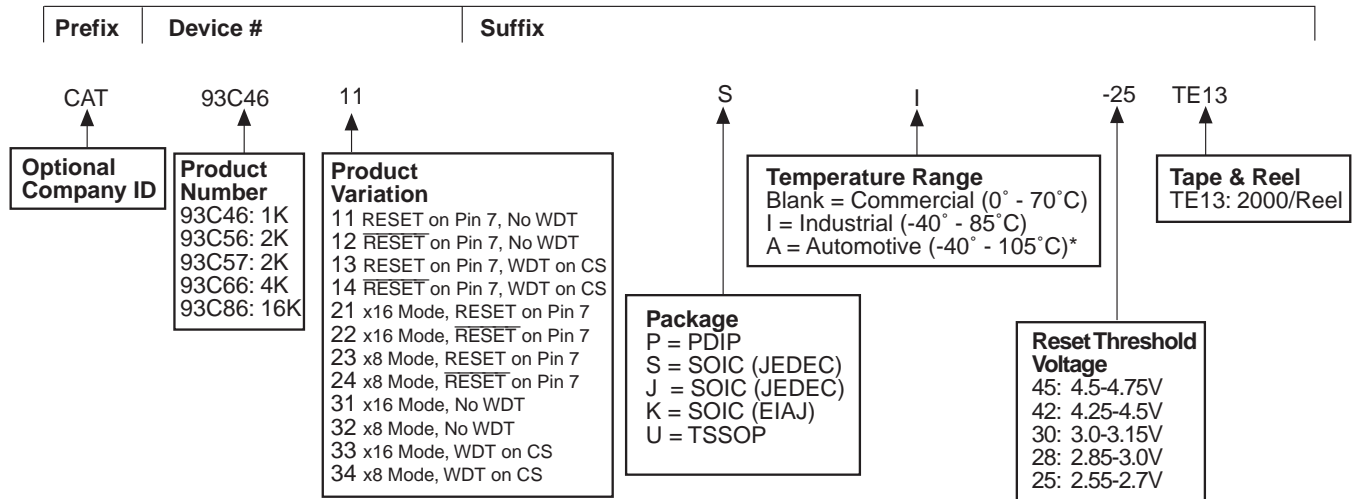 Prefix Device # Suffix
CAT 93C46 11 S I -25 TE13
Optional
Company ID
Product
Number
93C46: 1K
93C56: 2K
93C57: 2K
93C66: 4K
93C86: 16K
Product
Variation
11 RESET on Pin 7, No WDT
12 R̅E̅S̅E̅T̅ on Pin 7, No WDT
13 RESET on Pin 7, WDT on CS
14 R̅E̅S̅E̅T̅ on Pin 7, WDT on CS
21 x16 Mode, RESET on Pin 7
22 x16 Mode, R̅E̅S̅E̅T̅ on Pin 7
23 x8 Mode, RESET on Pin 7
24 x8 Mode, R̅E̅S̅E̅T̅ on Pin 7
31 x16 Mode, No WDT
32 x8 Mode, No WDT
33 x16 Mode, WDT on CS
34 x8 Mode, WDT on CS
Package
P = PDIP
S = SOIC (JEDEC)
J = SOIC (JEDEC)
K = SOIC (EIAJ)
U = TSSOP
Temperature Range
Blank = Commercial (0˚ - 70˚C)
I = Industrial (-40˚ - 85˚C)
A = Automotive (-40˚ - 105˚C)*
Reset Threshold
Voltage
45: 4.5-4.75V
42: 4.25-4.5V
30: 3.0-3.15V
28: 2.85-3.0V
25: 2.55-2.7V
Tape & Reel
TE13: 2000/Reel